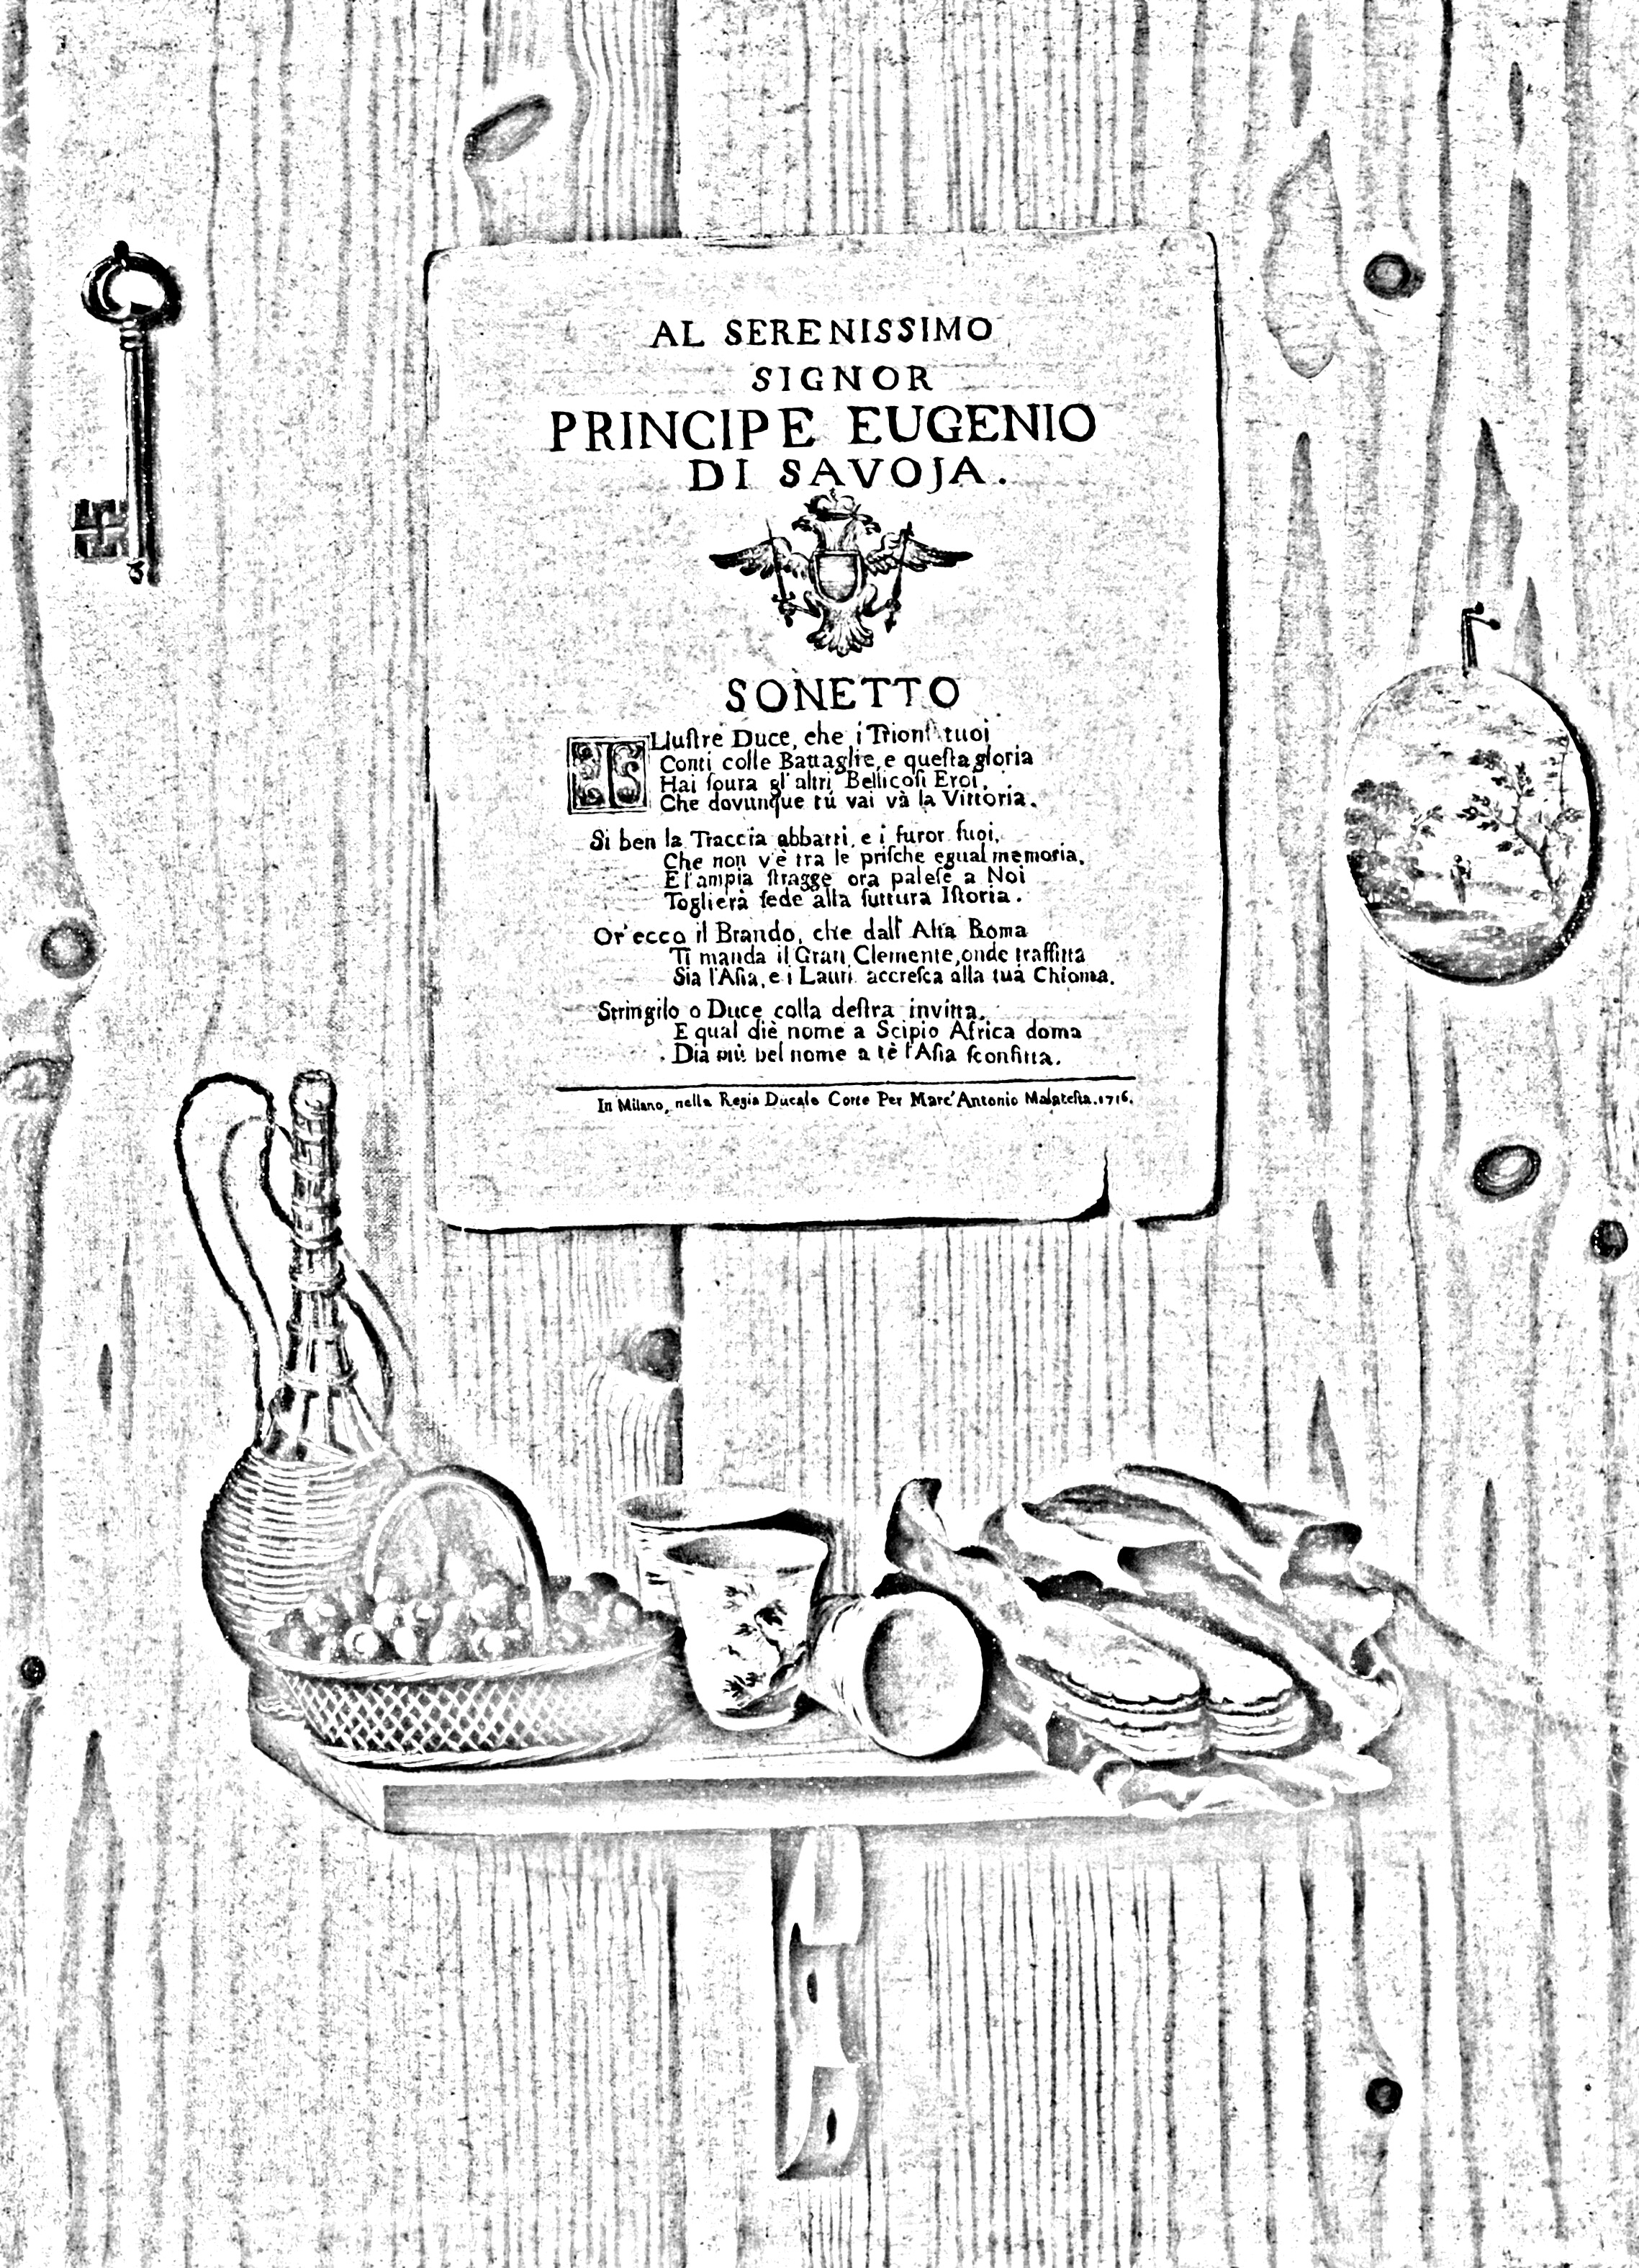 AL SERENISSIMO
SIGNOR
PRINCIPE EUGENIO
DI SAVOJA.
SONETTO
ILluſtre Duce, che i Trionfi tuoi
Conti colle Battaglie, e queſta gloria
Hai ſoura gl'altri Bellicoſi Eroi,
Che dovunque tù vai và la Vittoria.
Si ben la Traccia abbatti, e i furor ſuoi,
Che non v'è tra le priſche egual memoria,
E l'ampia ſtragge ora paleſe a Noi
Toglierà fede alla futtura Iſtoria.
Or'ecco il Brando, che dall'Alta Roma
Ti manda il Gran Clemente, onde traffitta
Sia l'Aſia, e i Lauri accreſca alla tua Chioma.
Stringilo o Duce colla deſtra invitta,
E qual diè nome a Scipio Africa doma
Dia più bel nome a tè l'Aſia ſconfitta.
In Milano, nella Regia Ducale Corte Per Marc'Antonio Malateſta. 1716.